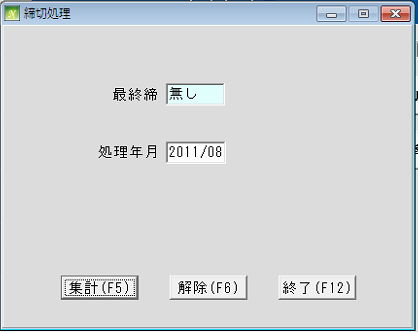 締切処理
最終締 無し
処理年月 2011/08
集計(F5) 解除(F6) 終了(F12)